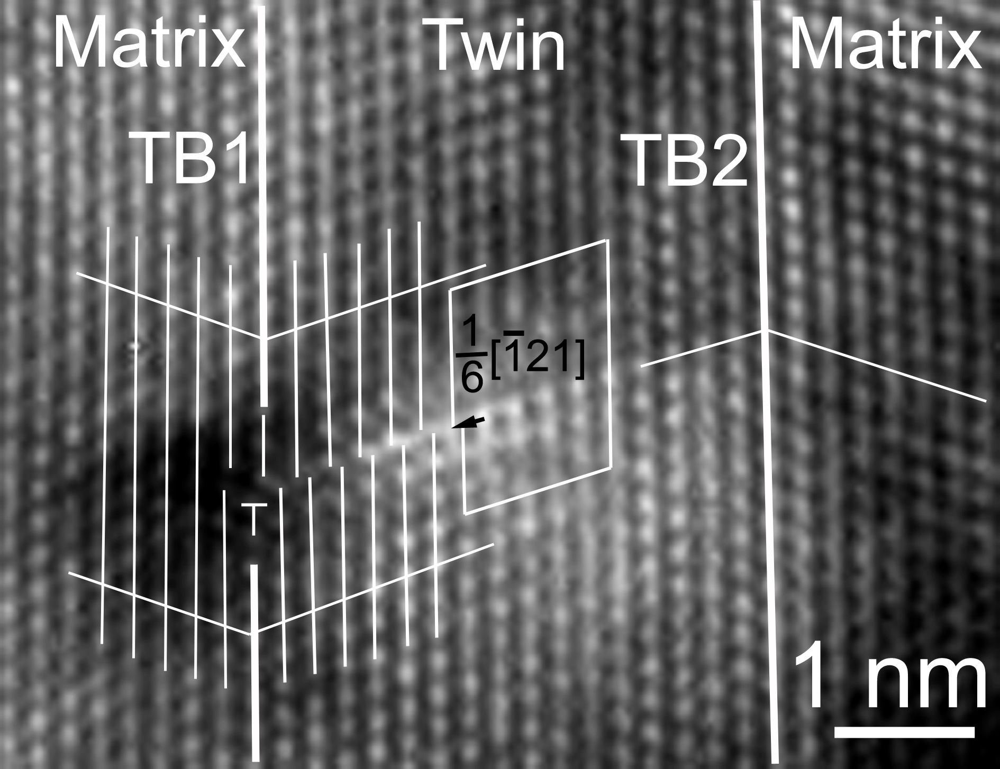 Matrix Twin Matrix
TB1 TB2
1/6 [1̄21]
T
1 nm